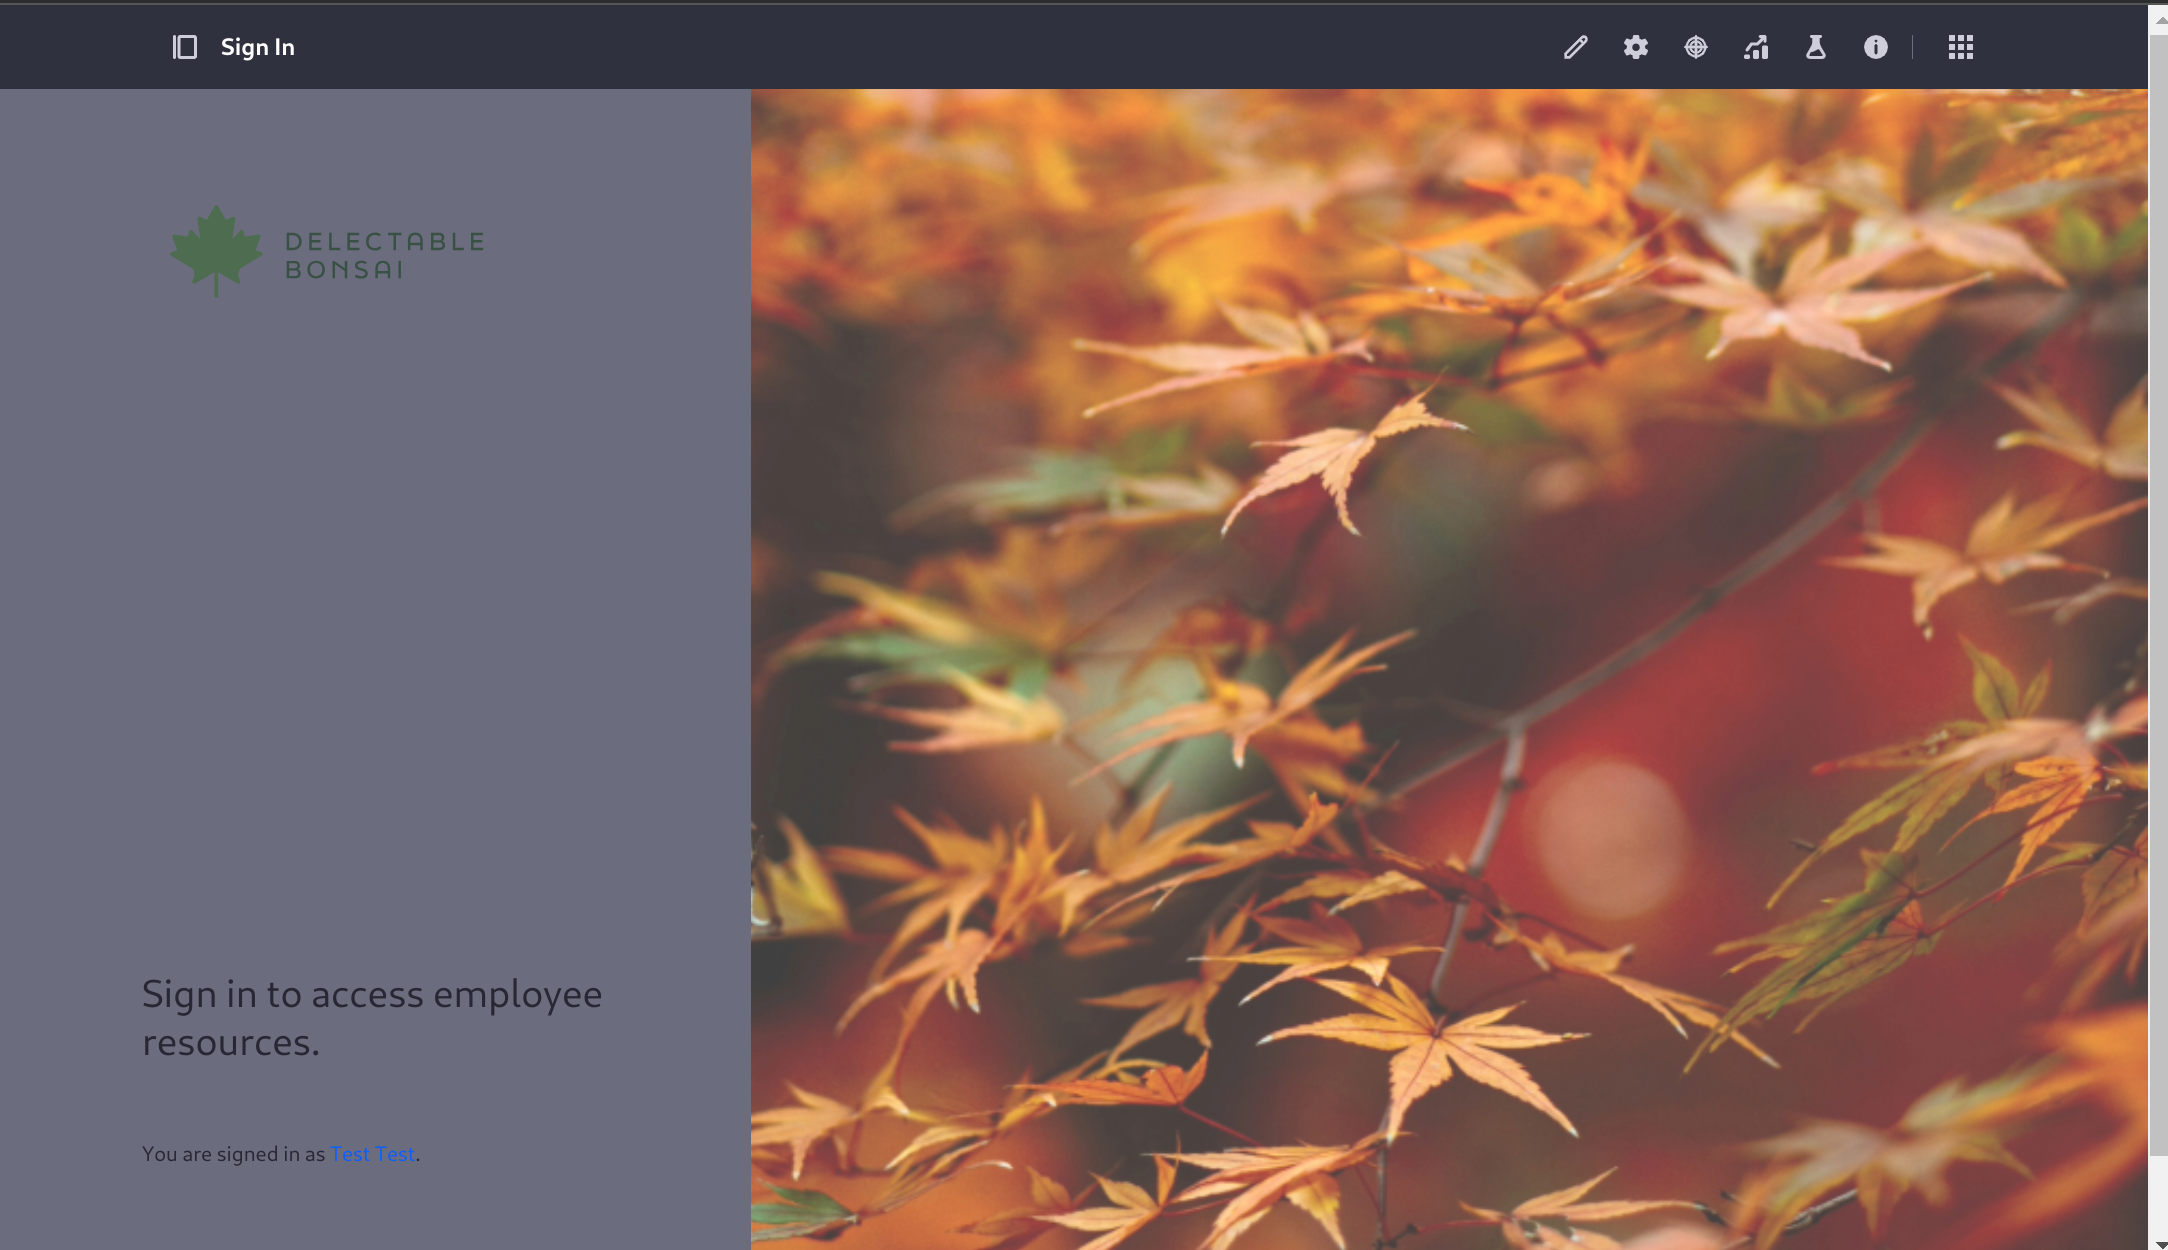 Sign In
DELECTABLE
BONSAI
Sign in to access employee
resources.
You are signed in as Test Test.